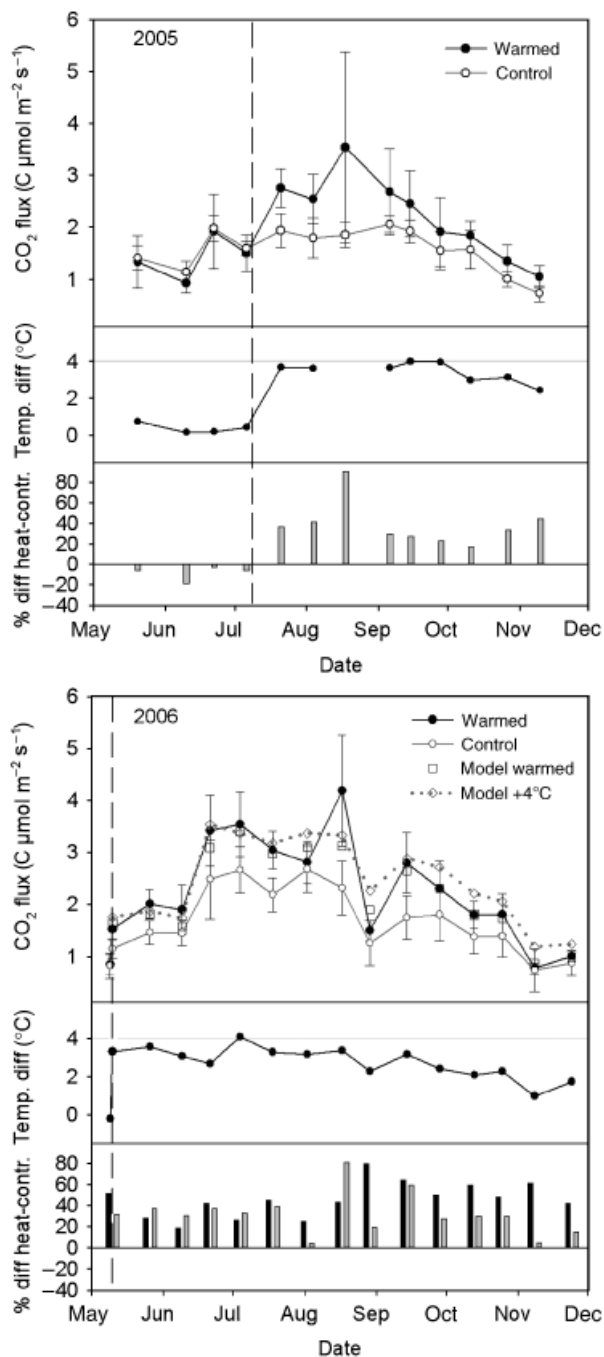 2005
Warmed
Control
CO₂ flux (C µmol m⁻² s⁻¹)
6
5
4
3
2
1
Temp. diff (°C)
4
2
0
% diff heat-contr.
80
60
40
20
0
–20
–40
May Jun Jul Aug Sep Oct Nov Dec
Date
2006
Warmed
Control
Model warmed
Model +4°C
CO₂ flux (C µmol m⁻² s⁻¹)
6
5
4
3
2
1
Temp. diff (°C)
4
2
0
% diff heat-contr.
80
60
40
20
0
–20
–40
May Jun Jul Aug Sep Oct Nov Dec
Date